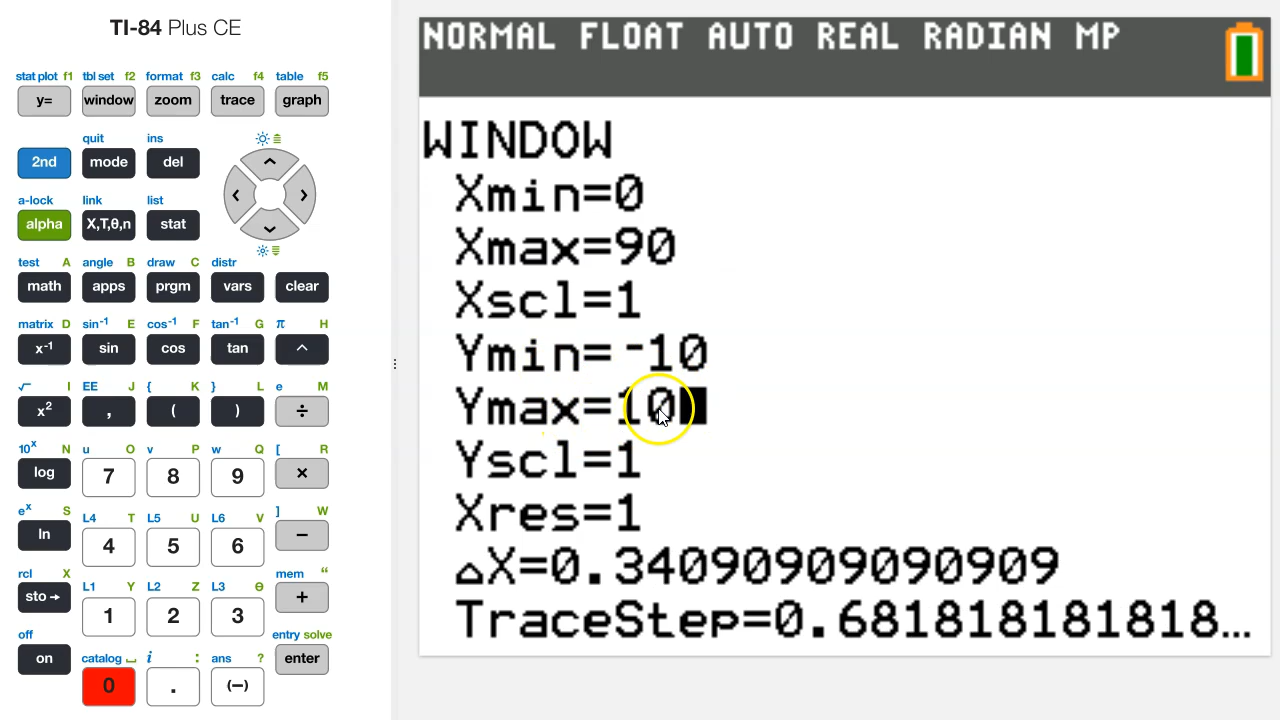 TI-84 Plus CE
stat plot f1 tbl set f2 format f3 calc f4 table f5
y= window zoom trace graph
quit ins
2nd mode del
a-lock link list
alpha X,T,θ,n stat
test A angle B draw C distr
math apps prgm vars clear
matrix D sin⁻¹ E cos⁻¹ F tan⁻¹ G π H
x⁻¹ sin cos tan ^
√ I EE J { K } L e M
x² , ( ) ÷
10ˣ N u O v P w Q [ R
log 7 8 9 ×
eˣ S L4 T L5 U L6 V ] W
ln 4 5 6 −
rcl X L1 Y L2 Z L3 θ mem “
sto→ 1 2 3 +
off catalog ⎵ i : ans ? entry solve
on 0 . (−) enter
NORMAL FLOAT AUTO REAL RADIAN MP
WINDOW
Xmin=0
Xmax=90
Xscl=1
Ymin=⁻10
Ymax=10
Yscl=1
Xres=1
△X=0.34090909090909
TraceStep=0.681818181818...